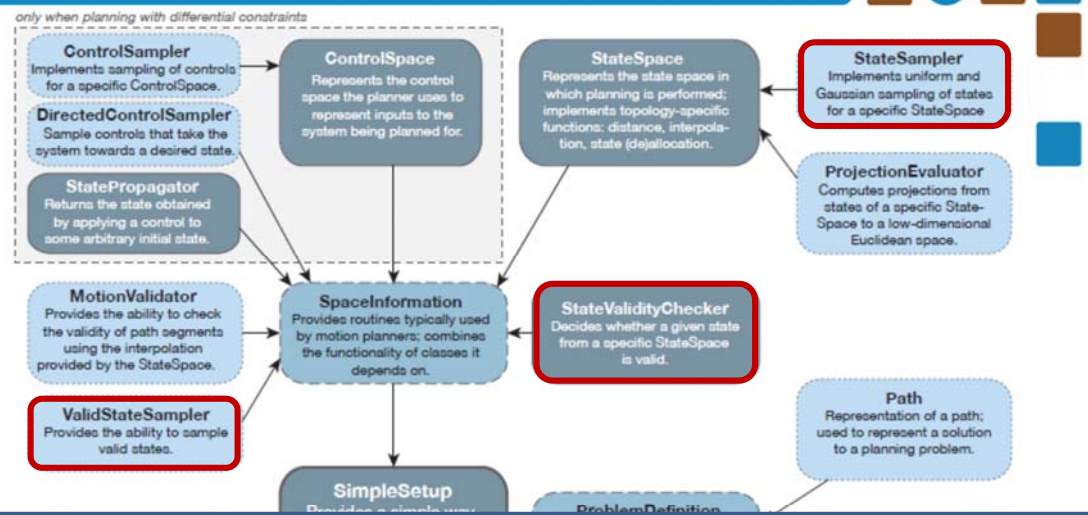 only when planning with differential constraints
ControlSampler
Implements sampling of controls
for a specific ControlSpace.
DirectedControlSampler
Sample controls that take the
system towards a desired state.
StatePropagator
Returns the state obtained
by applying a control to
some arbitrary initial state.
ControlSpace
Represents the control
space the planner uses to
represent inputs to the
system being planned for.
StateSpace
Represents the state space in
which planning is performed;
implements topology-specific
functions: distance, interpola-
tion, state (de)allocation.
StateSampler
Implements uniform and
Gaussian sampling of states
for a specific StateSpace
ProjectionEvaluator
Computes projections from
states of a specific State-
Space to a low-dimensional
Euclidean space.
MotionValidator
Provides the ability to check
the validity of path segments
using the interpolation
provided by the StateSpace.
SpaceInformation
Provides routines typically used
by motion planners; combines
the functionality of classes it
depends on.
StateValidityChecker
Decides whether a given state
from a specific StateSpace
is valid.
ValidStateSampler
Provides the ability to sample
valid states.
Path
Representation of a path;
used to represent a solution
to a planning problem.
SimpleSetup
Provides a simple way
ProblemDefinition